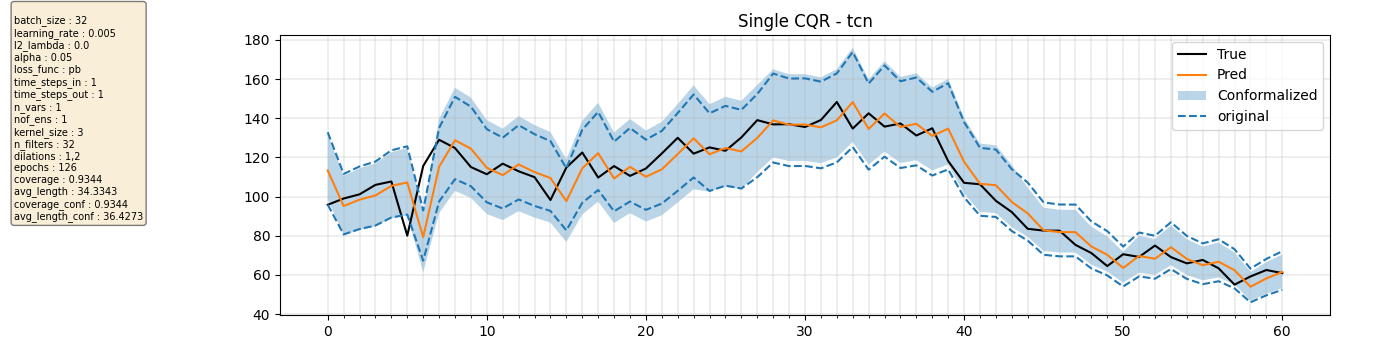 batch_size : 32
learning_rate : 0.005
l2_lambda : 0.0
alpha : 0.05
loss_func : pb
time_steps_in : 1
time_steps_out : 1
n_vars : 1
nof_ens : 1
kernel_size : 3
n_filters : 32
dilations : 1,2
epochs : 126
coverage : 0.9344
avg_length : 34.3343
coverage_conf : 0.9344
avg_length_conf : 36.4273
Single CQR - tcn
180
160
140
120
100
80
60
40
0
10
20
30
40
50
60
True
Pred
Conformalized
original